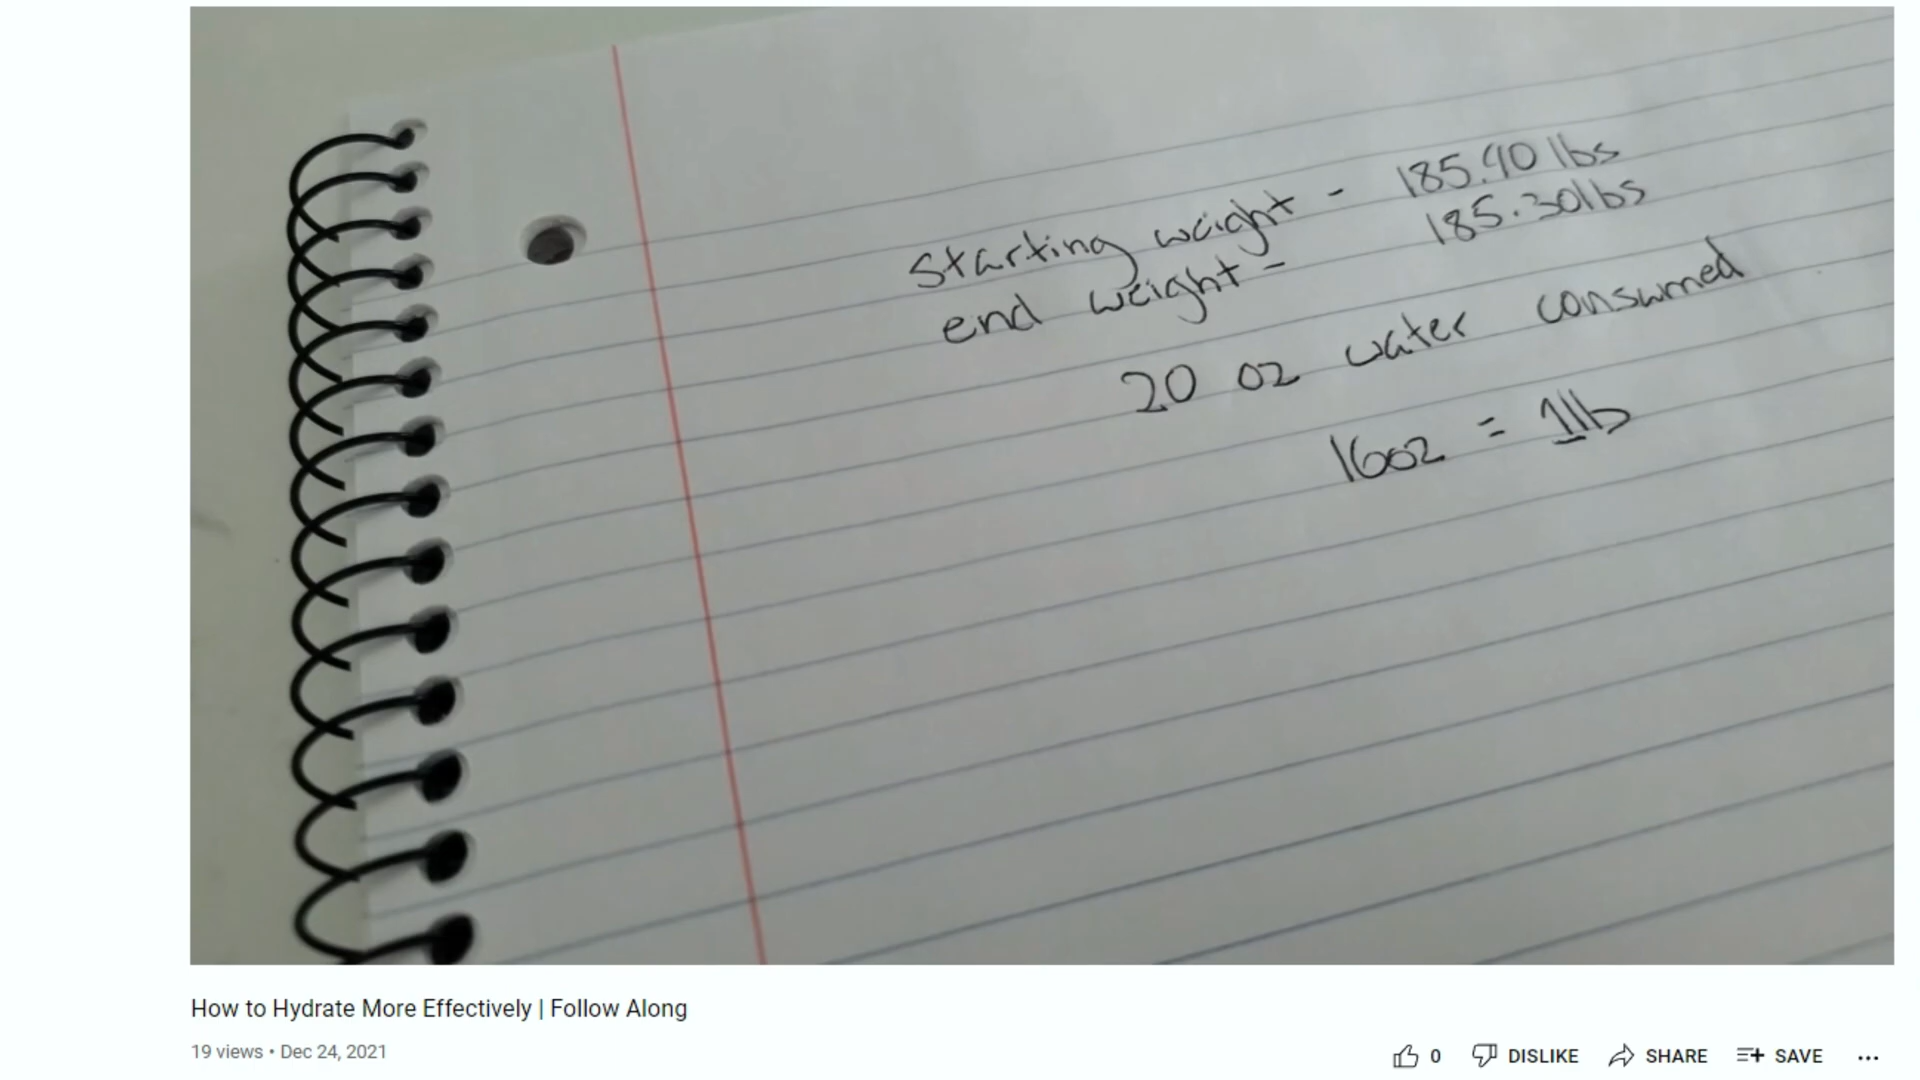 Starting weight - 185.40 lbs
end weight - 185.30lbs
20 oz water consumed
16oz = 1lb
How to Hydrate More Effectively | Follow Along
19 views • Dec 24, 2021
0 DISLIKE SHARE SAVE ...